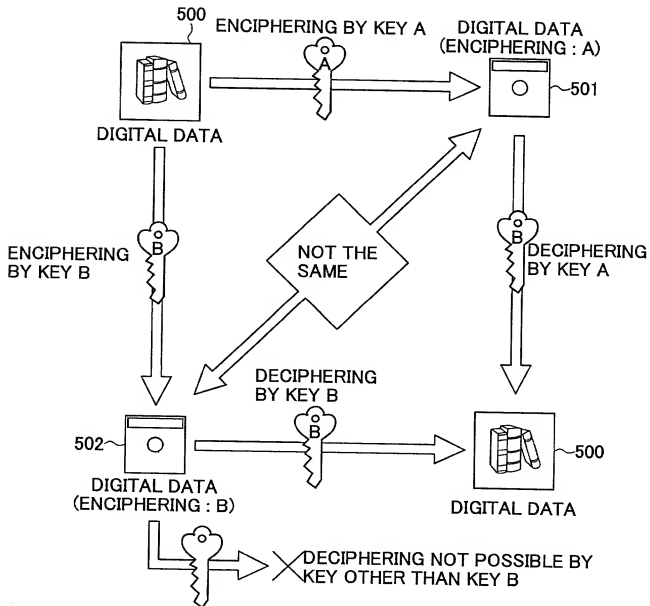 500
ENCIPHERING BY KEY A
A
DIGITAL DATA
(ENCIPHERING : A)
501
DIGITAL DATA
ENCIPHERING
BY KEY B
B
NOT THE
SAME
B
DECIPHERING
BY KEY A
DECIPHERING
BY KEY B
B
502
DIGITAL DATA
(ENCIPHERING : B)
500
DIGITAL DATA
DECIPHERING NOT POSSIBLE BY
KEY OTHER THAN KEY B